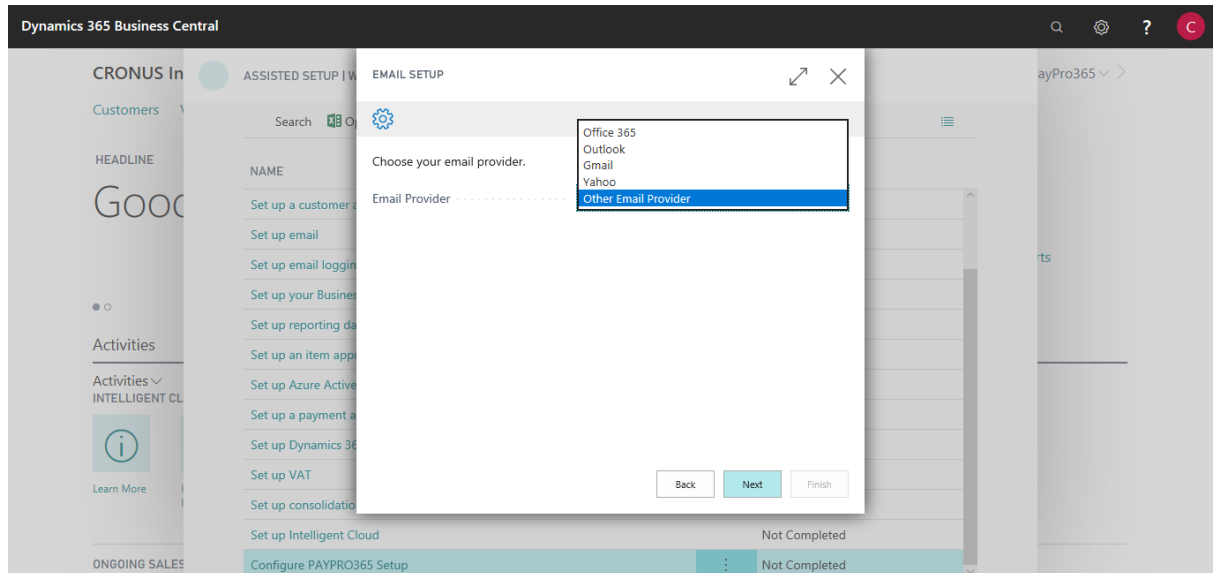 Dynamics 365 Business Central
?
C
CRONUS In
ASSISTED SETUP | W
EMAIL SETUP
ayPro365
Customers
Search
Office 365
Outlook
Gmail
Yahoo
Other Email Provider
Choose your email provider.
Email Provider
HEADLINE
NAME
Good
Set up a customer a
Set up email
Set up email loggin
rts
Set up your Busines
Set up reporting da
Activities
Set up an item appr
Activities
INTELLIGENT CL
Set up Azure Active
Set up a payment a
Set up Dynamics 36
Set up VAT
Learn More
Back
Next
Finish
Set up consolidatio
Set up Intelligent Cloud
Not Completed
ONGOING SALES
Configure PAYPRO365 Setup
Not Completed